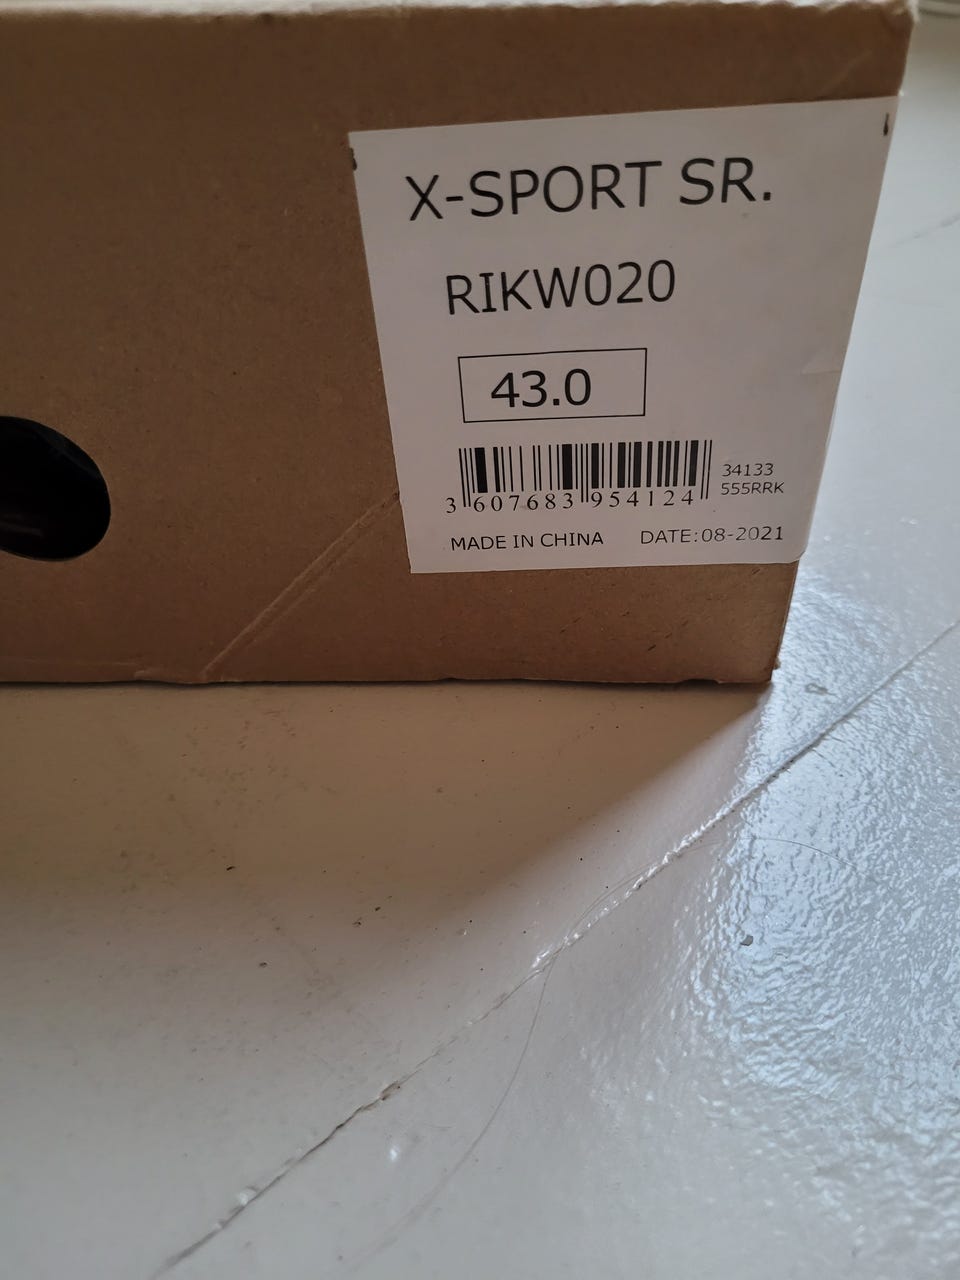 X-SPORT SR.
RIKW020
43.0
3 607683 954124
34133
555RRK
MADE IN CHINA DATE:08-2021